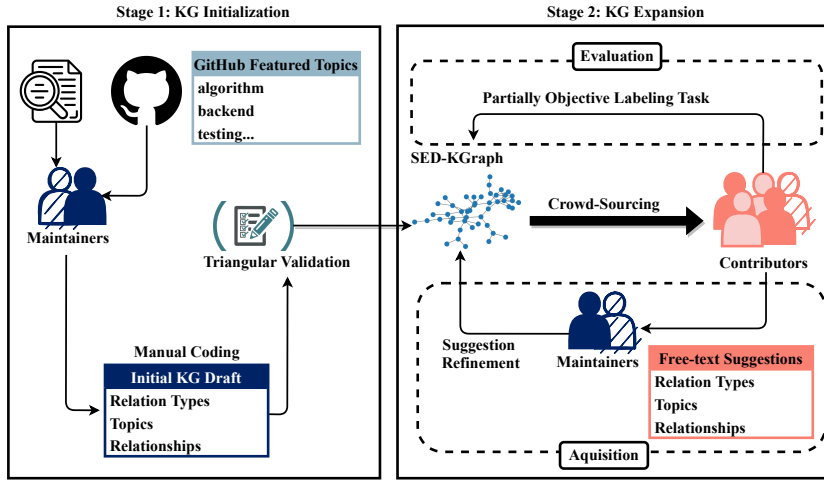 Stage 1: KG Initialization
GitHub Featured Topics
algorithm
backend
testing...
Maintainers
Triangular Validation
Manual Coding
Initial KG Draft
Relation Types
Topics
Relationships
Stage 2: KG Expansion
Evaluation
Partially Objective Labeling Task
SED-KGraph
Crowd-Sourcing
Contributors
Suggestion
Refinement
Maintainers
Free-text Suggestions
Relation Types
Topics
Relationships
Aquisition